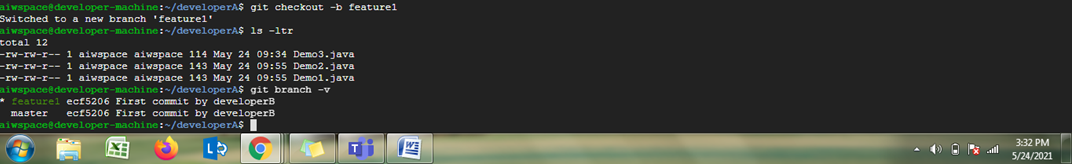 aiwspace@developer-machine:~/developerA$ git checkout -b feature1
Switched to a new branch 'feature1'
aiwspace@developer-machine:~/developerA$ ls -ltr
total 12
-rw-rw-r-- 1 aiwspace aiwspace 114 May 24 09:34 Demo3.java
-rw-rw-r-- 1 aiwspace aiwspace 143 May 24 09:55 Demo2.java
-rw-rw-r-- 1 aiwspace aiwspace 143 May 24 09:55 Demo1.java
aiwspace@developer-machine:~/developerA$ git branch -v
* feature1 ecf5206 First commit by developerB
  master   ecf5206 First commit by developerB
aiwspace@developer-machine:~/developerA$
3:32 PM
5/24/2021